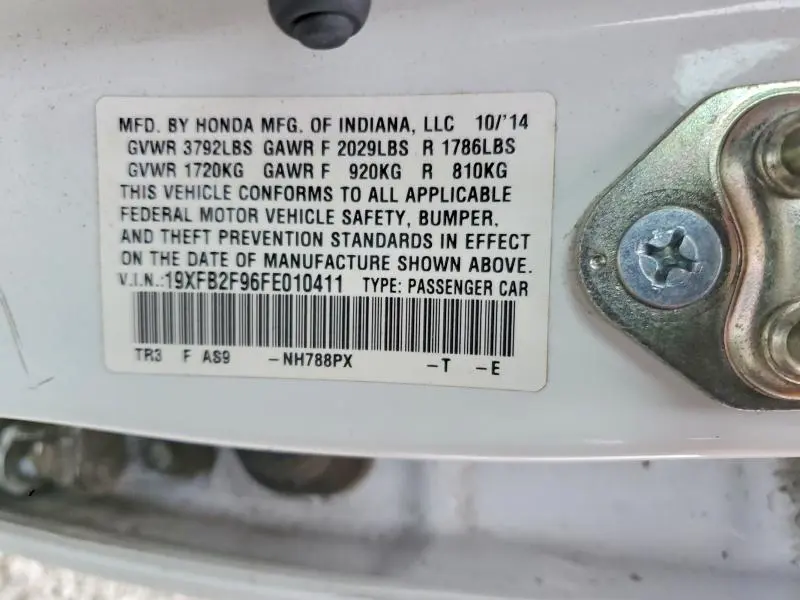 MFD. BY HONDA MFG. OF INDIANA, LLC 10/'14
GVWR 3792LBS GAWR F 2029LBS R 1786LBS
GVWR 1720KG GAWR F 920KG R 810KG
THIS VEHICLE CONFORMS TO ALL APPLICABLE
FEDERAL MOTOR VEHICLE SAFETY, BUMPER,
AND THEFT PREVENTION STANDARDS IN EFFECT
ON THE DATE OF MANUFACTURE SHOWN ABOVE.
V.I.N.:19XFB2F96FE010411 TYPE: PASSENGER CAR
TR3 F AS9 -NH788PX -T -E